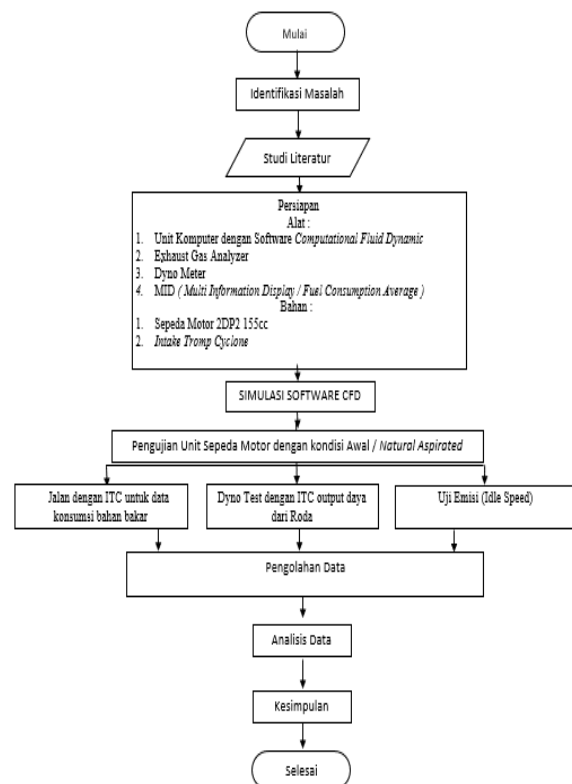 Mulai
Identifikasi Masalah
Studi Literatur
Persiapan
Alat :
1. Unit Komputer dengan Software Computational Fluid Dynamic
2. Exhaust Gas Analyzer
3. Dyno Meter
4. MID ( Multi Information Display / Fuel Consumption Average )
Bahan :
1. Sepeda Motor 2DP2 155cc
2. Intake Tromp Cyclone
SIMULASI SOFTWARE CFD
Pengujian Unit Sepeda Motor dengan kondisi Awal / Natural Aspirated
Jalan dengan ITC untuk data
konsumsi bahan bakar
Dyno Test dengan ITC output daya
dari Roda
Uji Emisi (Idle Speed)
Pengolahan Data
Analisis Data
Kesimpulan
Selesai